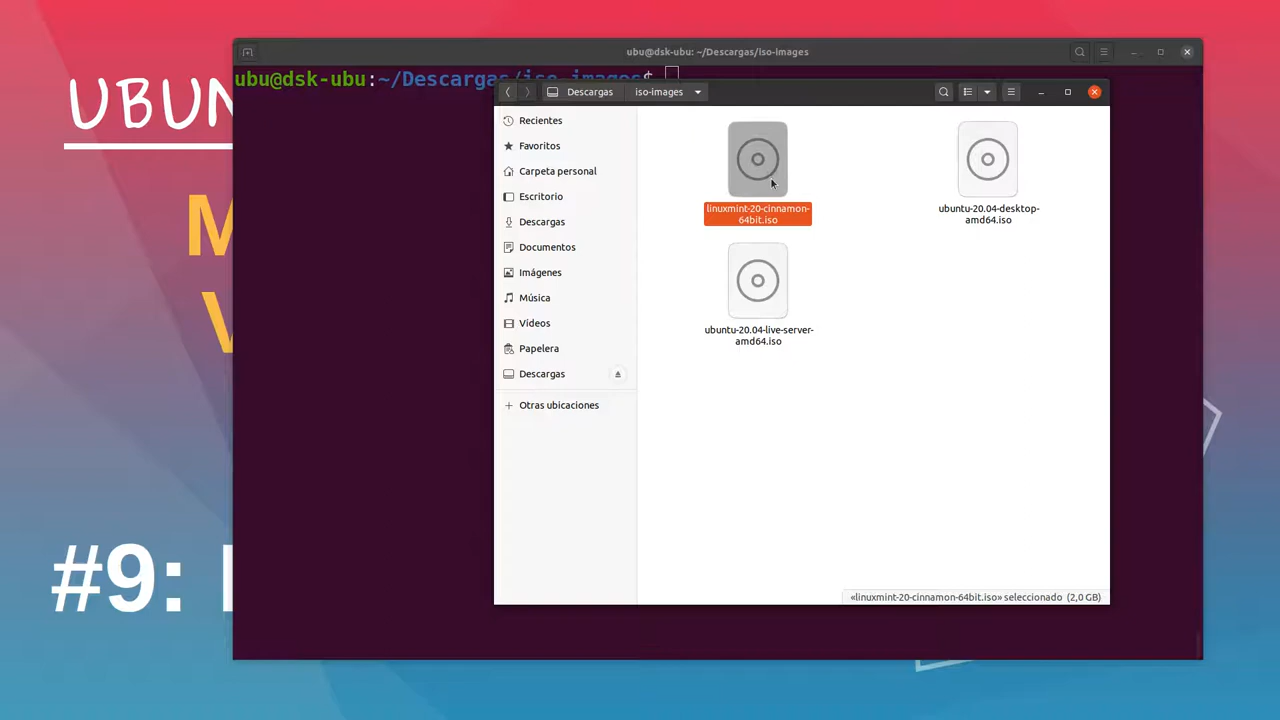 UBUN
M
V
#9:
ubu@dsk-ubu: ~/Descargas/iso-images
ubu@dsk-ubu:~/Descargas/iso-images$
Descargas
iso-images
Recientes
Favoritos
Carpeta personal
Escritorio
Descargas
Documentos
Imágenes
Música
Vídeos
Papelera
Descargas
Otras ubicaciones
linuxmint-20-cinnamon-
64bit.iso
ubuntu-20.04-desktop-
amd64.iso
ubuntu-20.04-live-server-
amd64.iso
«linuxmint-20-cinnamon-64bit.iso» seleccionado (2,0 GB)